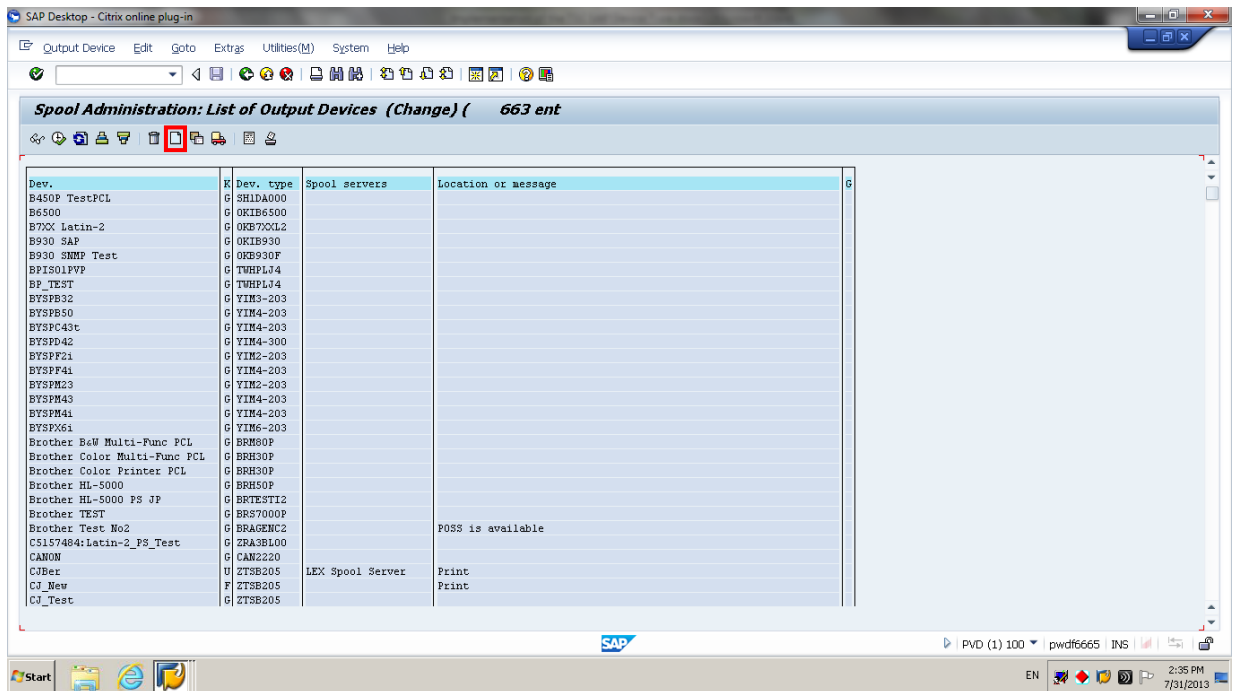 SAP Desktop - Citrix online plug-in
Output Device Edit Goto Extras Utilities(M) System Help
Spool Administration: List of Output Devices (Change) ( 663 ent
Dev. K Dev. type Spool servers Location or message G
B450P TestPCL G SH1DA000
B6500 G OKIB6500
B7XX Latin-2 G OKB7XXL2
B930 SAP G OKIB930
B930 SNMP Test G OKB930F
BPIS01PVP G TWHPLJ4
BP_TEST G TWHPLJ4
BYSPB32 G YIM3-203
BYSPB50 G YIM4-203
BYSPC43t G YIM4-203
BYSPD42 G YIM4-300
BYSPF2i G YIM2-203
BYSPF4i G YIM4-203
BYSPM23 G YIM2-203
BYSPM43 G YIM4-203
BYSPM4i G YIM4-203
BYSPX6i G YIM6-203
Brother B&W Multi-Func PCL G BRM80P
Brother Color Multi-Func PCL G BRH30P
Brother Color Printer PCL G BRH30P
Brother HL-5000 G BRH50P
Brother HL-5000 PS JP G BRTESTI2
Brother TEST G BRS7000P
Brother Test No2 G BRAGENC2 POSS is available
C5157484:Latin-2_PS_Test G ZRA3BL00
CANON G CAN2220
CJBer U ZTSB205 LEX Spool Server Print
CJ_New F ZTSB205 Print
CJ_Test G ZTSB205
SAP PVD (1) 100 pwdf6665 INS
Start EN 2:35 PM
7/31/2013